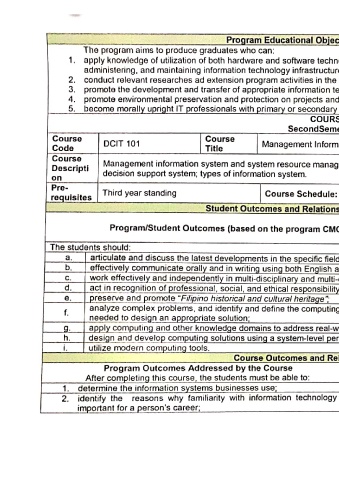 Program Educational Objec
The program aims to produce graduates who can:
1. apply knowledge of utilization of both hardware and software techn
administering, and maintaining information technology infrastructure
2. conduct relevant researches ad extension program activities in the
3. promote the development and transfer of appropriate information te
4. promote environmental preservation and protection on projects and
5. become morally upright IT professionals with primary or secondary
COURS
SecondSeme
Course Code DCIT 101 Course Title Management Inform
Course Descripti on Management information system and system resource manag
decision support system; types of information system.
Pre-requisites Third year standing Course Schedule:
Student Outcomes and Relations
Program/Student Outcomes (based on the program CMO
The students should:
a. articulate and discuss the latest developments in the specific field
b. effectively communicate orally and in writing using both English a
c. work effectively and independently in multi-disciplinary and multi-c
d. act in recognition of professional, social, and ethical responsibility
e. preserve and promote "Filipino historical and cultural heritage";
f. analyze complex problems, and identify and define the computing
needed to design an appropriate solution;
g. apply computing and other knowledge domains to address real-w
h. design and develop computing solutions using a system-level per
i. utilize modern computing tools.
Course Outcomes and Rel
Program Outcomes Addressed by the Course
After completing this course, the students must be able to:
1. determine the information systems businesses use;
2. identify the reasons why familiarity with information technology
important for a person's career;